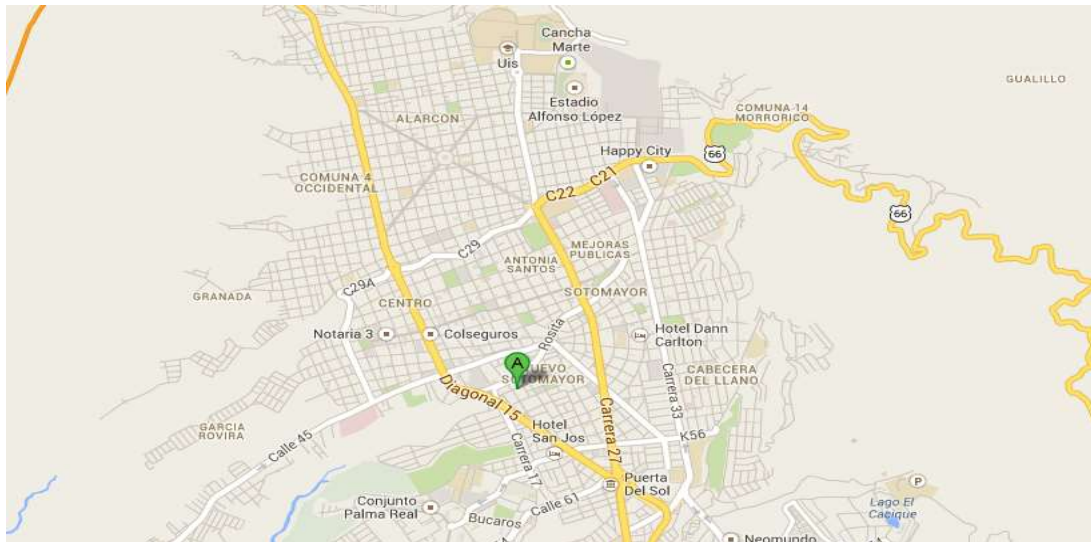 Cancha
Marte
Uis
GUALILLO
Estadio
Alfonso López
COMUNA 14
MORRORICO
ALARCON
Happy City
66
COMUNA 4
OCCIDENTAL
C22
C21
66
C29
MEJORAS
PUBLICAS
ANTONIA
SANTOS
C29A
GRANADA
CENTRO
SOTOMAYOR
Notaria 3
Colseguros
Rosita
Hotel Dann
Carlton
A
NUEVO
SOTOMAYOR
CABECERA
DEL LLANO
Carrera 33
Diagonal 15
Carrera 27
GARCIA
ROVIRA
Calle 45
Hotel
San Jos
K56
Carrera 17
Puerta
Del Sol
P
Conjunto
Palma Real
Calle 61
Bucaros
Lago El
Cacique
Neomundo